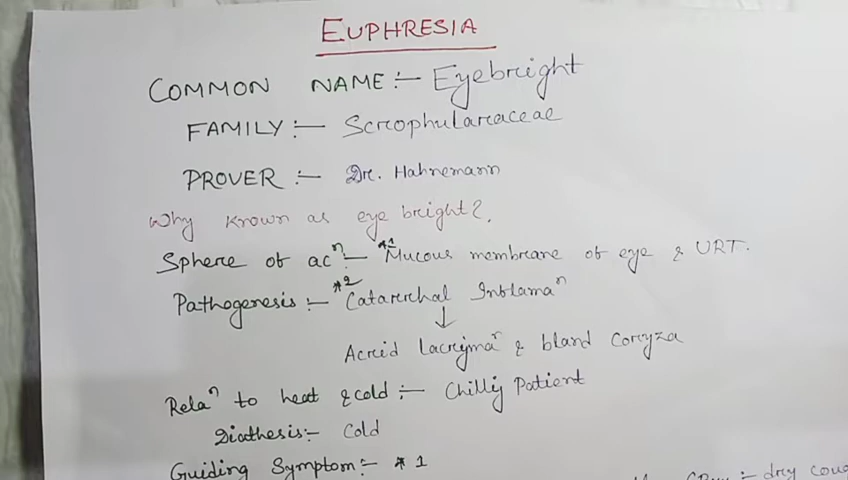 EUPHRESIA
COMMON NAME :- Eyebright
FAMILY :- Scrophulariaceae
PROVER :- Dr. Hahnemann
Why known as eye bright?
Sphere of acⁿ :- *1 Mucous membrane of eye & URT.
Pathogenesis :- *2 Catarrhal Inflamaⁿ
↓
Acrid lacrymaⁿ & bland coryza
Relaⁿ to heat & cold :- Chilly Patient
Diathesis :- Cold
Guiding Symptom :- *1
:- dry coug